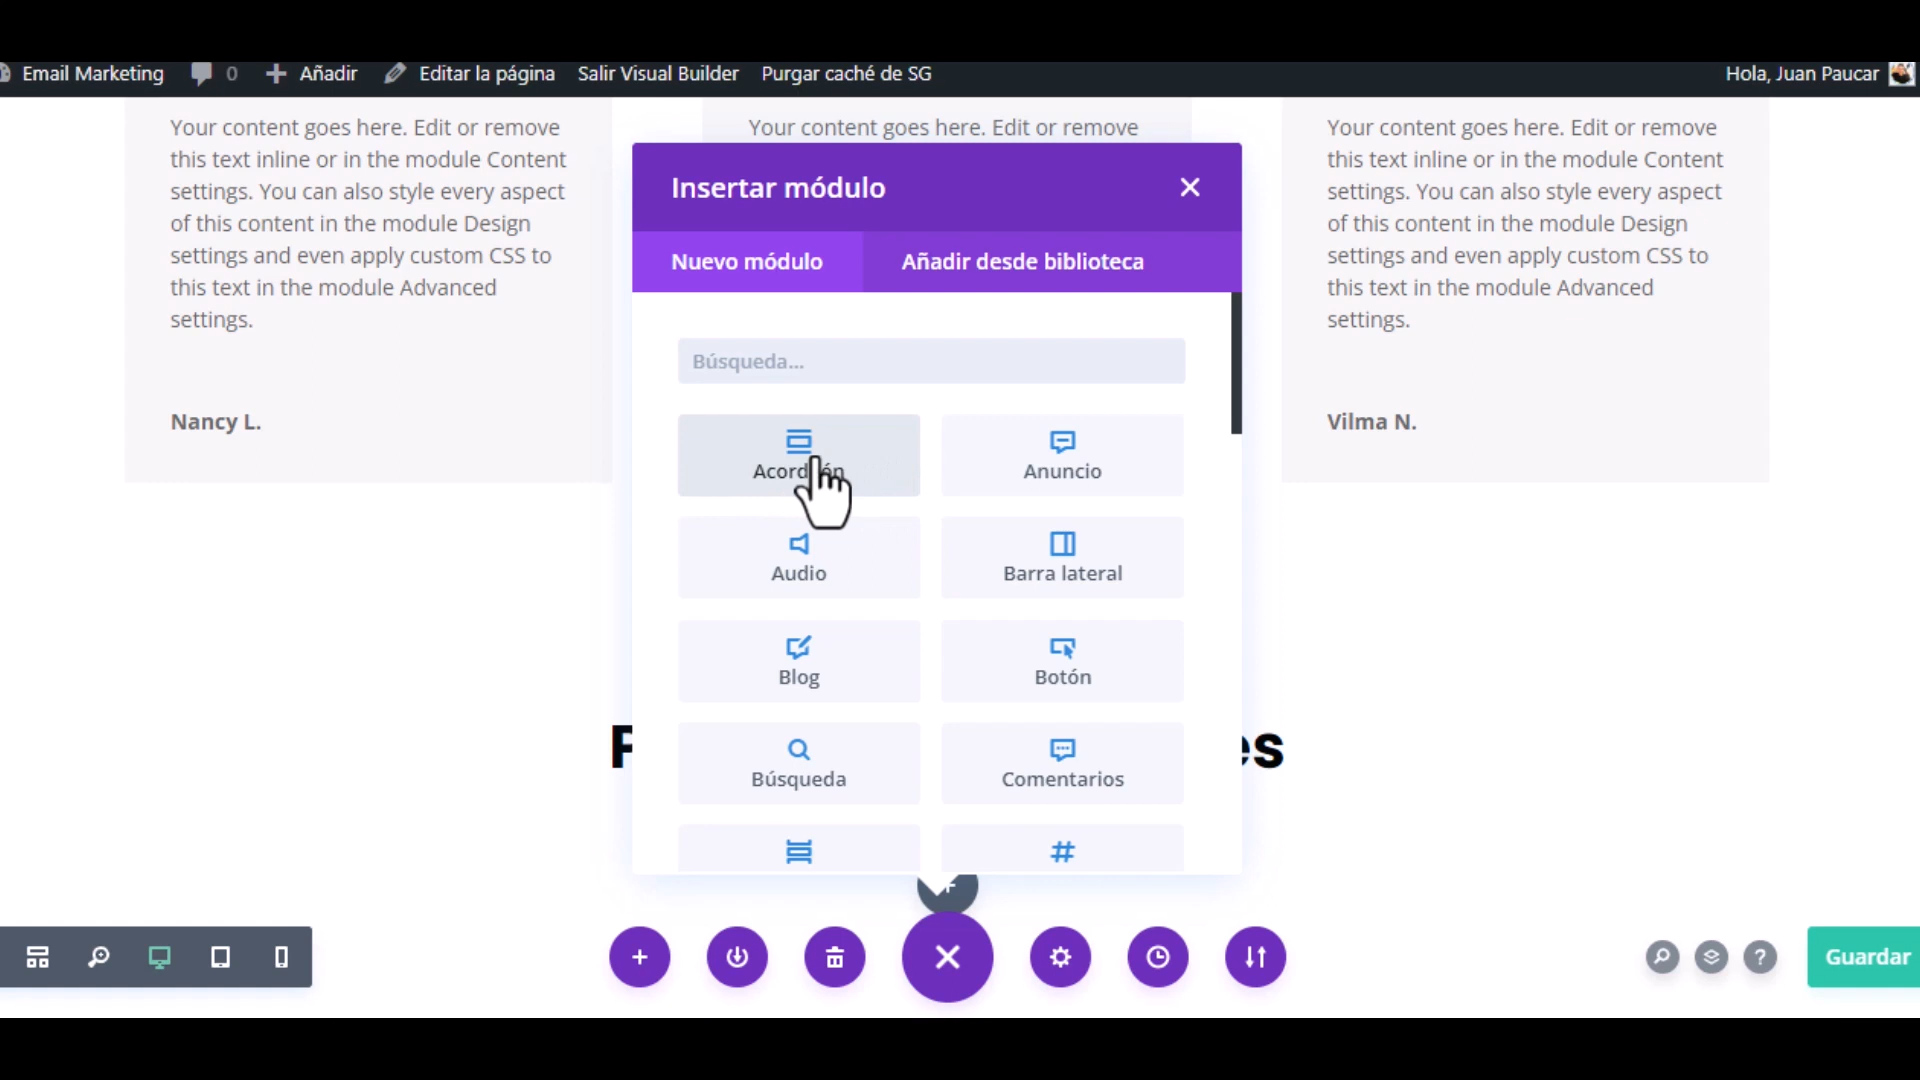 Email Marketing 0 Añadir Editar la página Salir Visual Builder Purgar caché de SG Hola, Juan Paucar
Your content goes here. Edit or remove
this text inline or in the module Content
settings. You can also style every aspect
of this content in the module Design
settings and even apply custom CSS to
this text in the module Advanced
settings.
Nancy L.
Your content goes here. Edit or remove
Insertar módulo
Nuevo módulo Añadir desde biblioteca
Búsqueda...
Acordeón Anuncio
Audio Barra lateral
Blog Botón
Búsqueda Comentarios
Your content goes here. Edit or remove
this text inline or in the module Content
settings. You can also style every aspect
of this content in the module Design
settings and even apply custom CSS to
this text in the module Advanced
settings.
Vilma N.
Guardar